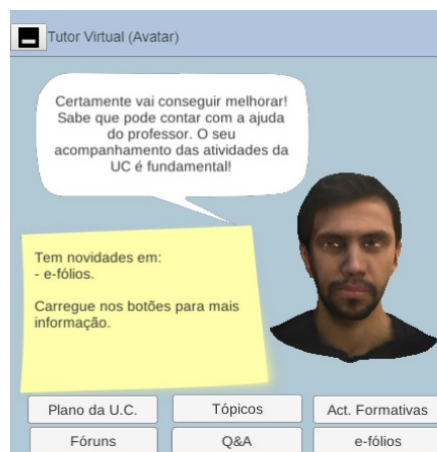 Tutor Virtual (Avatar)
Certamente vai conseguir melhorar!
Sabe que pode contar com a ajuda
do professor. O seu
acompanhamento das atividades da
UC é fundamental!
Tem novidades em:
- e-fólios.
Carregue nos botões para mais
informação.
Plano da U.C.
Tópicos
Act. Formativas
Fóruns
Q&A
e-fólios